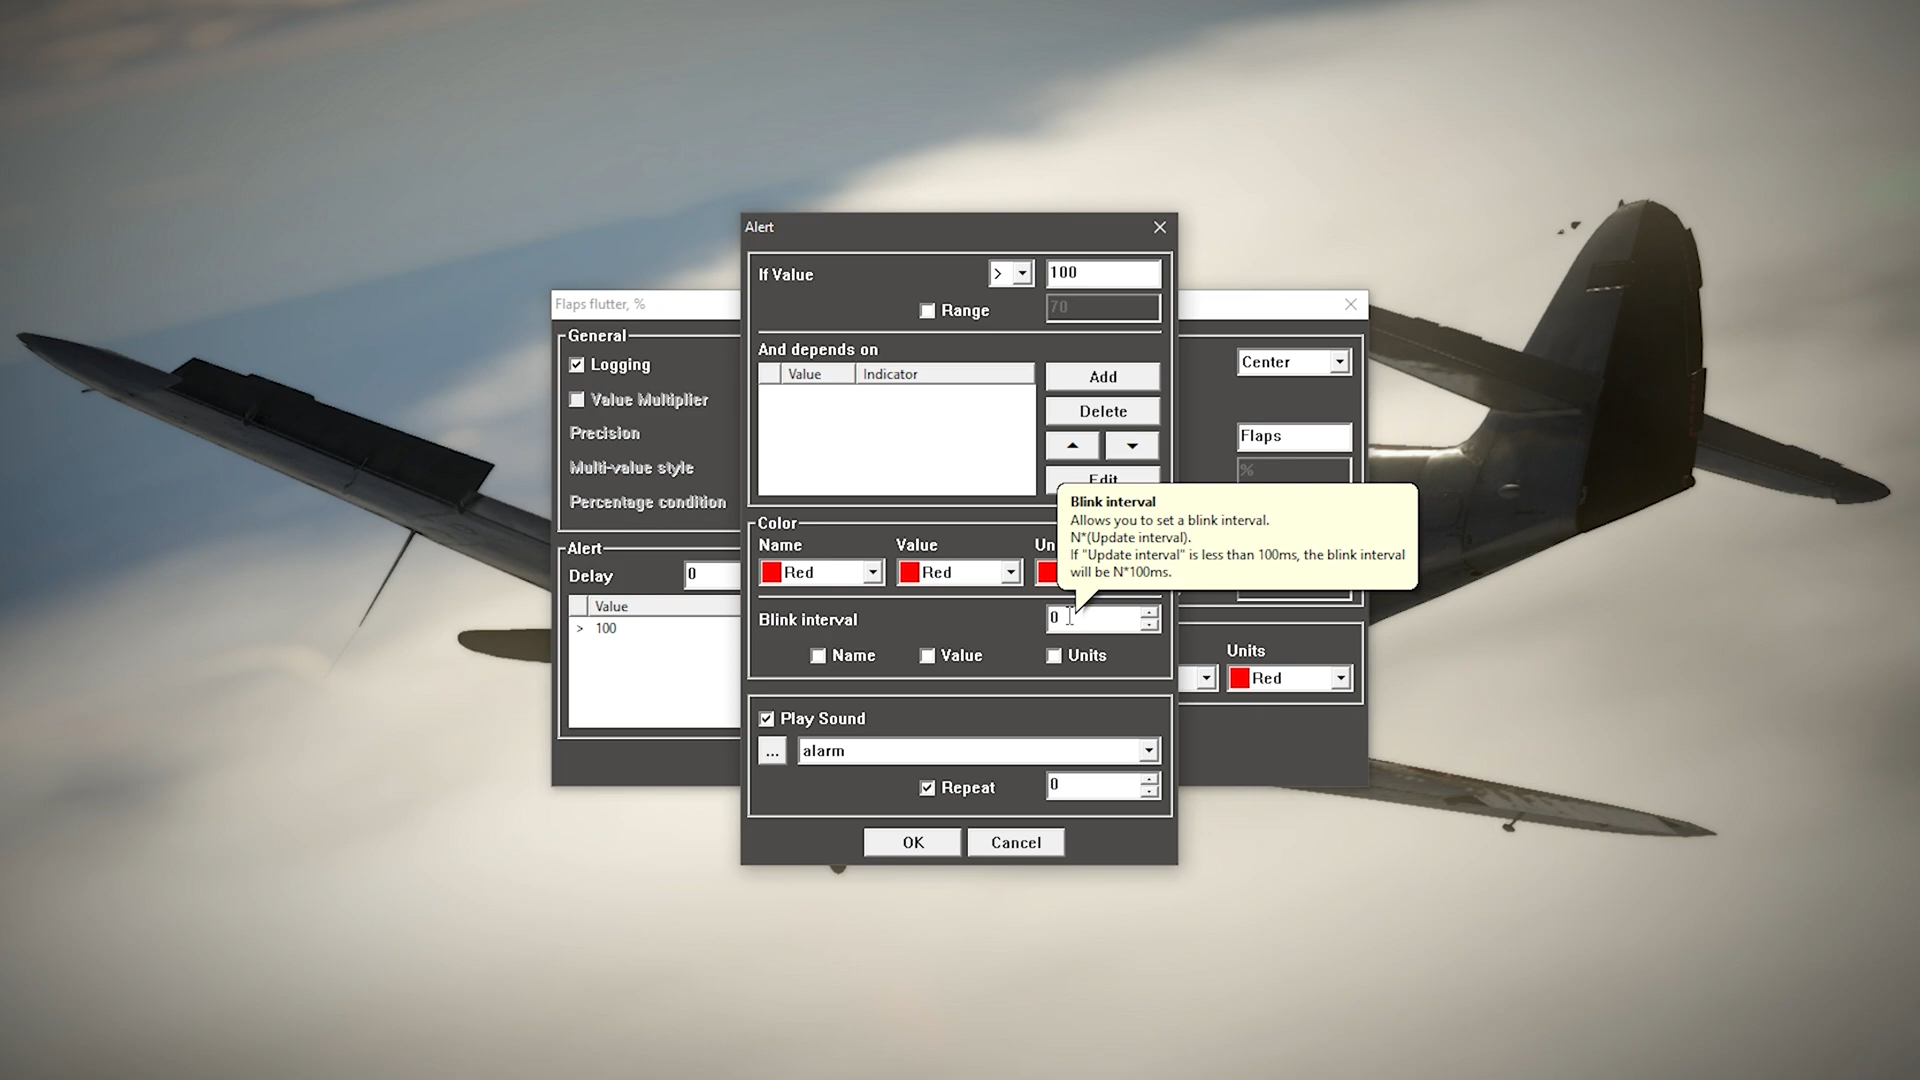 Alert
If Value > 100
Range 70
And depends on
Value Indicator
Add
Delete
Edit
Color
Name Value Un
Red Red
Blink interval
Allows you to set a blink interval.
N*(Update interval).
If "Update interval" is less than 100ms, the blink interval
will be N*100ms.
Blink interval 0
Name Value Units
Play Sound
... alarm
Repeat 0
OK Cancel
Flaps flutter, %
General
Logging
Value Multiplier
Precision
Multi-value style
Percentage condition
Alert
Delay 0
Value
> 100
Center
Flaps
%
Units
Red